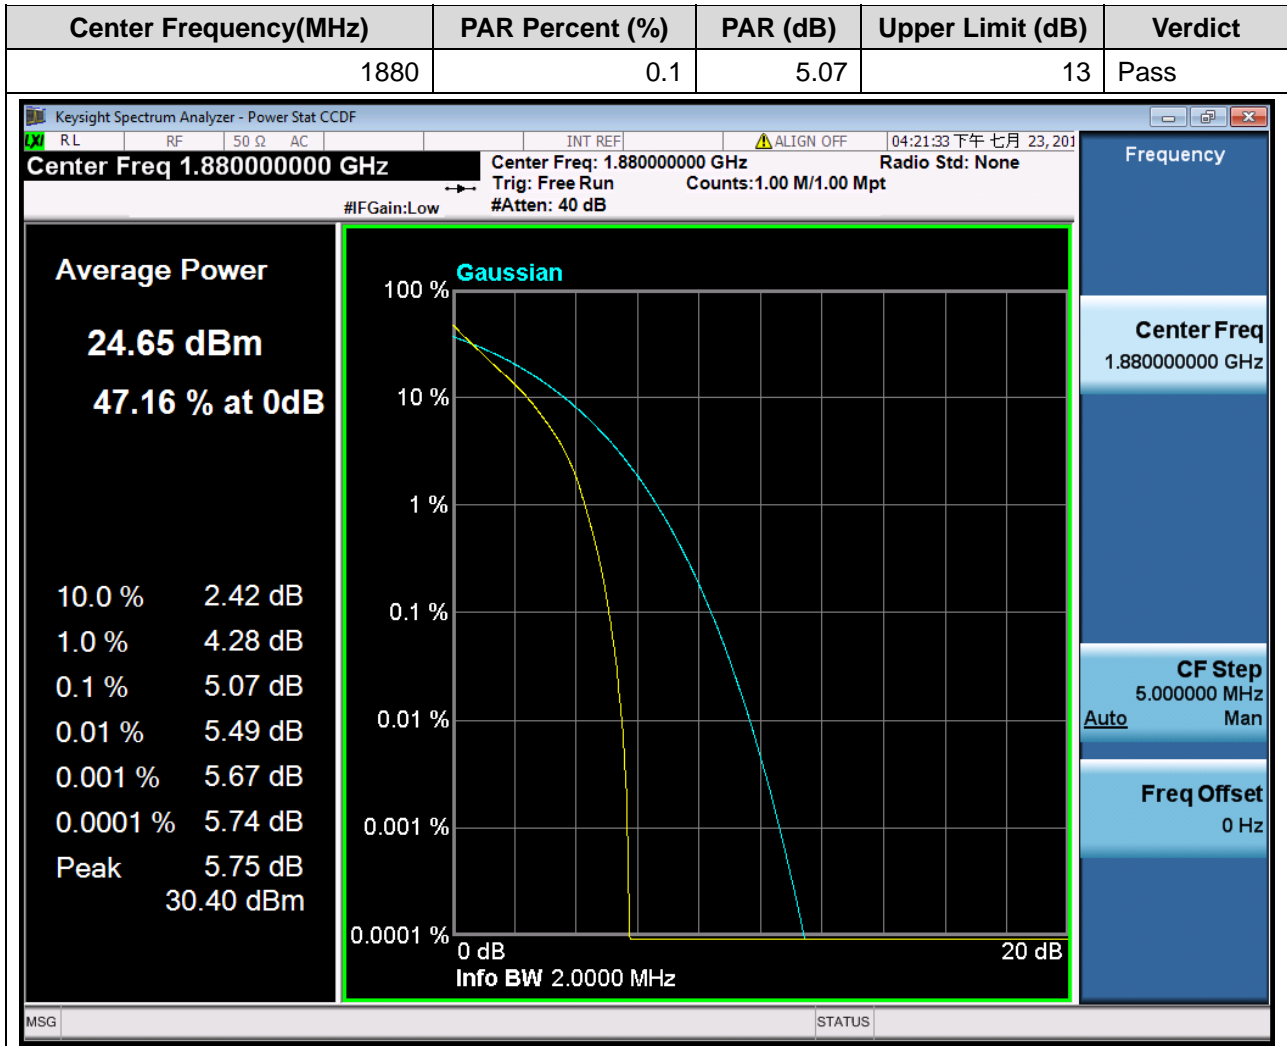 Center Frequency(MHz) PAR Percent (%) PAR (dB) Upper Limit (dB) Verdict
1880 0.1 5.07 13 Pass
Keysight Spectrum Analyzer - Power Stat CCDF
LXI RL RF 50 Ω AC INT REF ALIGN OFF 04:21:33 下午 七月 23, 201
Center Freq 1.880000000 GHz
Center Freq: 1.880000000 GHz Radio Std: None
Trig: Free Run Counts:1.00 M/1.00 Mpt
#IFGain:Low #Atten: 40 dB
Average Power
24.65 dBm
47.16 % at 0dB
10.0 % 2.42 dB
1.0 % 4.28 dB
0.1 % 5.07 dB
0.01 % 5.49 dB
0.001 % 5.67 dB
0.0001 % 5.74 dB
Peak 5.75 dB
30.40 dBm
Gaussian
100 %
10 %
1 %
0.1 %
0.01 %
0.001 %
0.0001 %
0 dB 20 dB
Info BW 2.0000 MHz
Frequency
Center Freq
1.880000000 GHz
CF Step
5.000000 MHz
Auto Man
Freq Offset
0 Hz
MSG STATUS